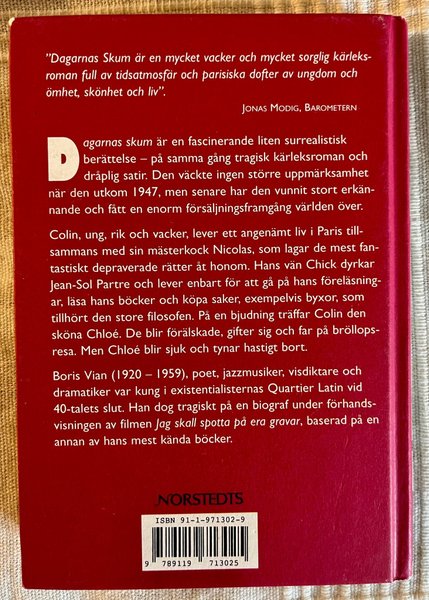 ”Dagarnas Skum är en mycket vacker och mycket sorglig kärleks-
roman full av tidsatmosfär och parisiska dofter av ungdom och
ömhet, skönhet och liv”.
JONAS MODIG, BAROMETERN
Dagarnas skum är en fascinerande liten surrealistisk
berättelse – på samma gång tragisk kärleksroman och
dråplig satir. Den väckte ingen större uppmärksamhet
när den utkom 1947, men senare har den vunnit stort erkän-
nande och fått en enorm försäljningsframgång världen över.
Colin, ung, rik och vacker, lever ett angenämt liv i Paris till-
sammans med sin mästerkock Nicolas, som lagar de mest fan-
tastiskt depraverade rätter åt honom. Hans vän Chick dyrkar
Jean-Sol Partre och lever enbart för att gå på hans föreläsning-
ar, läsa hans böcker och köpa saker, exempelvis byxor, som
tillhört den store filosofen. På en bjudning träffar Colin den
sköna Chloé. De blir förälskade, gifter sig och far på bröllops-
resa. Men Chloé blir sjuk och tynar hastigt bort.
Boris Vian (1920 – 1959), poet, jazzmusiker, visdiktare och
dramatiker var kung i existentialisternas Quartier Latin vid
40-talets slut. Han dog tragiskt på en biograf under förhands-
visningen av filmen Jag skall spotta på era gravar, baserad på en
annan av hans mest kända böcker.
NORSTEDTS
ISBN 91-1-971302-9
9 789119 713025